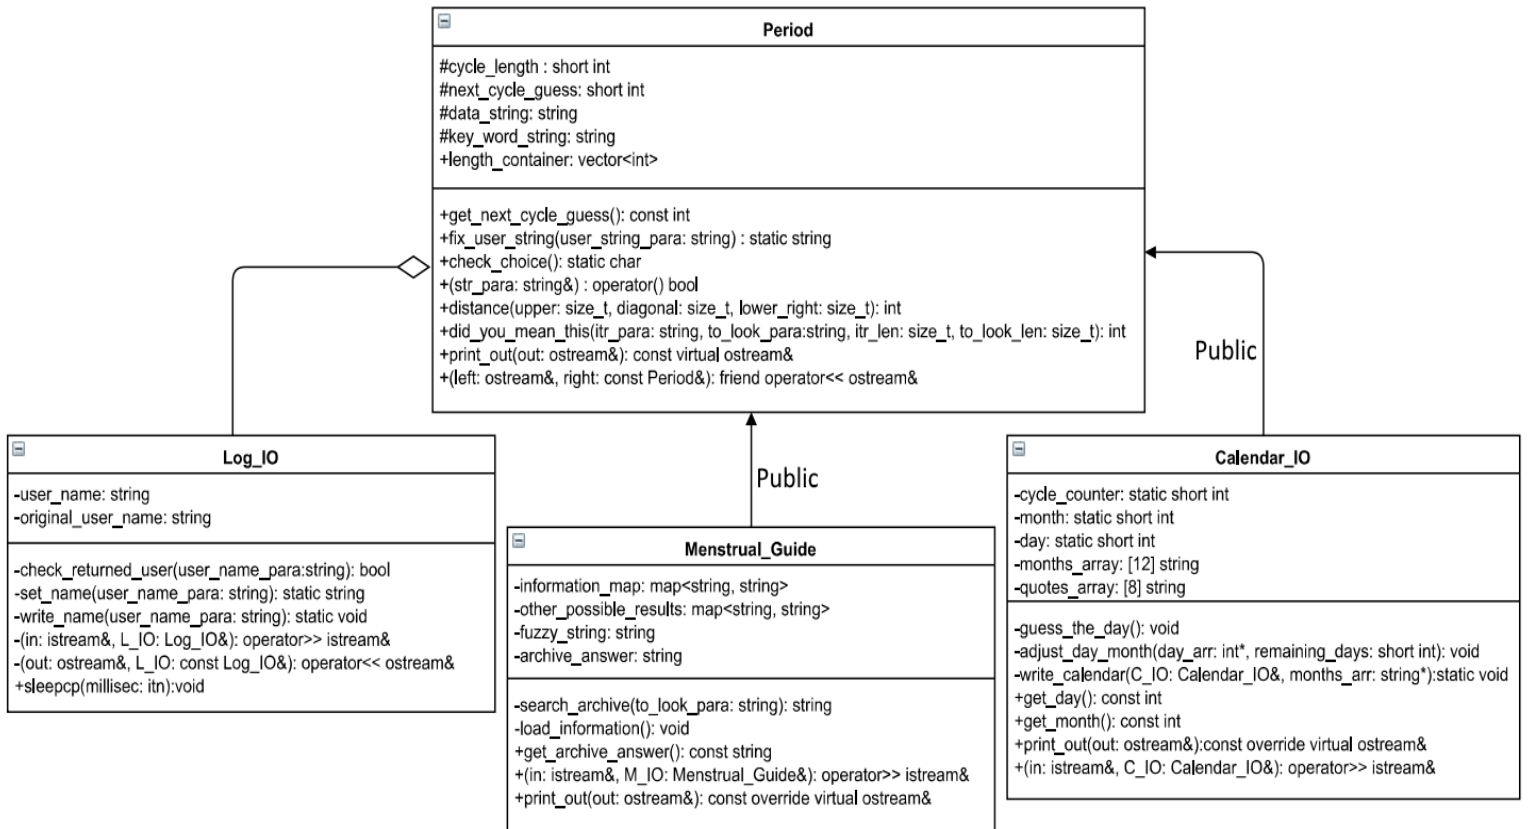 Period
#cycle_length : short int
#next_cycle_guess: short int
#data_string: string
#key_word_string: string
+length_container: vector<int>
+get_next_cycle_guess(): const int
+fix_user_string(user_string_para: string) : static string
+check_choice(): static char
+(str_para: string&) : operator() bool
+distance(upper: size_t, diagonal: size_t, lower_right: size_t): int
+did_you_mean_this(itr_para: string, to_look_para:string, itr_len: size_t, to_look_len: size_t): int
+print_out(out: ostream&): const virtual ostream&
+(left: ostream&, right: const Period&): friend operator<< ostream&
Public
Public
Log_IO
-user_name: string
-original_user_name: string
-check_returned_user(user_name_para:string): bool
-set_name(user_name_para: string): static string
-write_name(user_name_para: string): static void
-(in: istream&, L_IO: Log_IO&): operator>> istream&
-(out: ostream&, L_IO: const Log_IO&): operator<< ostream&
+sleepcp(millisec: itn):void
Menstrual_Guide
-information_map: map<string, string>
-other_possible_results: map<string, string>
-fuzzy_string: string
-archive_answer: string
-search_archive(to_look_para: string): string
-load_information(): void
+get_archive_answer(): const string
+(in: istream&, M_IO: Menstrual_Guide&): operator>> istream&
+print_out(out: ostream&): const override virtual ostream&
Calendar_IO
-cycle_counter: static short int
-month: static short int
-day: static short int
-months_array: [12] string
-quotes_array: [8] string
-guess_the_day(): void
-adjust_day_month(day_arr: int*, remaining_days: short int): void
-write_calendar(C_IO: Calendar_IO&, months_arr: string*):static void
+get_day(): const int
+get_month(): const int
+print_out(out: ostream&):const override virtual ostream&
+(in: istream&, C_IO: Calendar_IO&): operator>> istream&